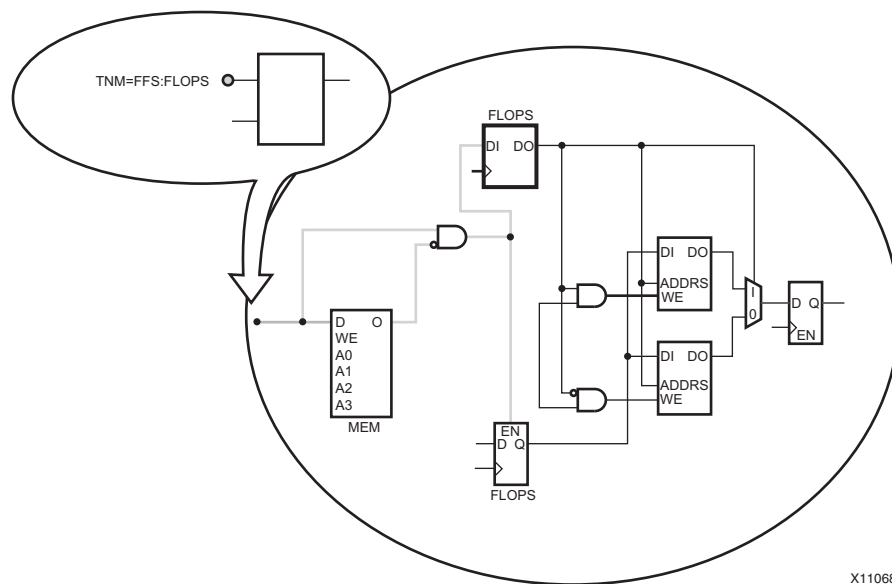 TNM=FFS:FLOPS
FLOPS
DI DO
DI DO
ADDRS
WE
I
0
D Q
EN
D O
WE
A0
A1
A2
A3
MEM
DI DO
ADDRS
WE
EN
D Q
FLOPS
X11068